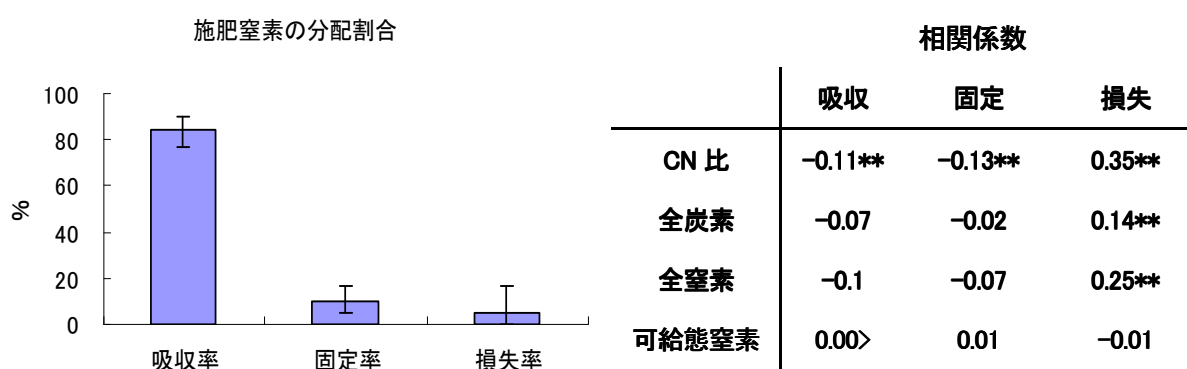 施肥窒素の分配割合
100
80
60
40
20
0
%
吸収率 固定率 損失率
相関係数
吸収 固定 損失
CN 比 -0.11** -0.13** 0.35**
全炭素 -0.07 -0.02 0.14**
全窒素 -0.1 -0.07 0.25**
可給態窒素 0.00> 0.01 -0.01